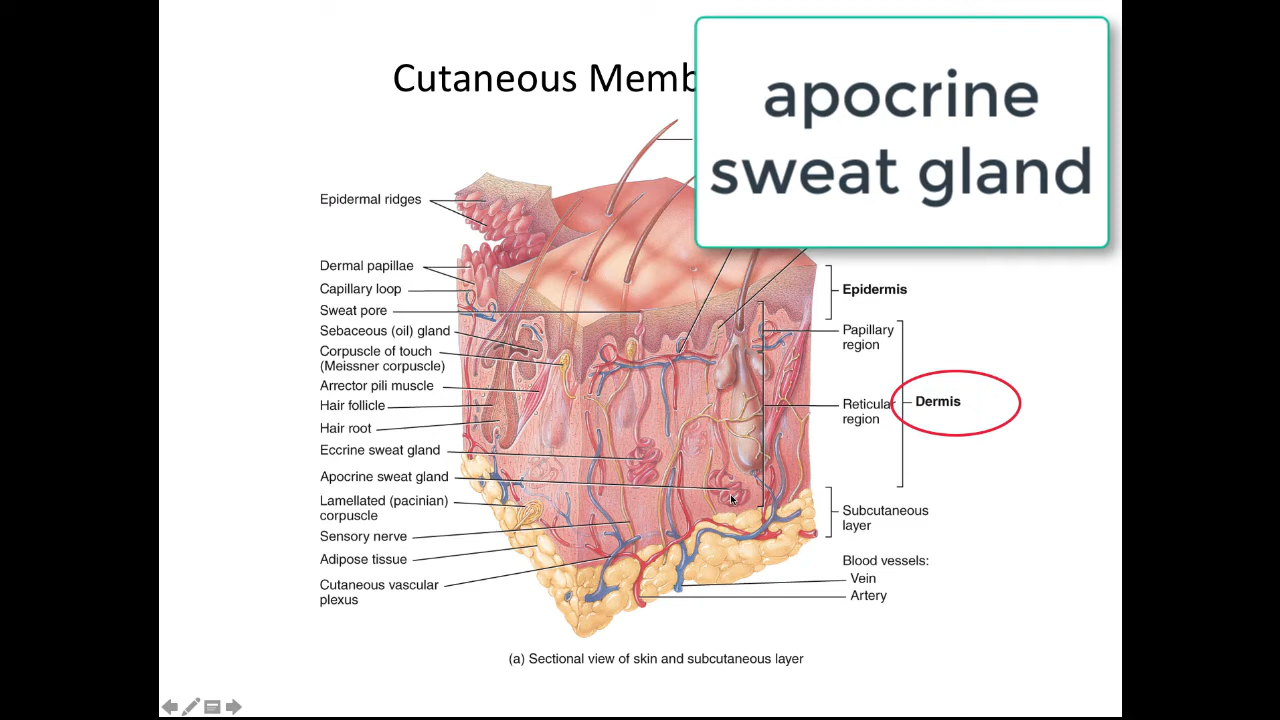 Cutaneous Memb
apocrine
sweat gland
Epidermal ridges
Dermal papillae
Capillary loop
Sweat pore
Sebaceous (oil) gland
Corpuscle of touch
(Meissner corpuscle)
Arrector pili muscle
Hair follicle
Hair root
Eccrine sweat gland
Apocrine sweat gland
Lamellated (pacinian)
corpuscle
Sensory nerve
Adipose tissue
Cutaneous vascular
plexus
Epidermis
Papillary
region
Reticular
region
Dermis
Subcutaneous
layer
Blood vessels:
Vein
Artery
(a) Sectional view of skin and subcutaneous layer